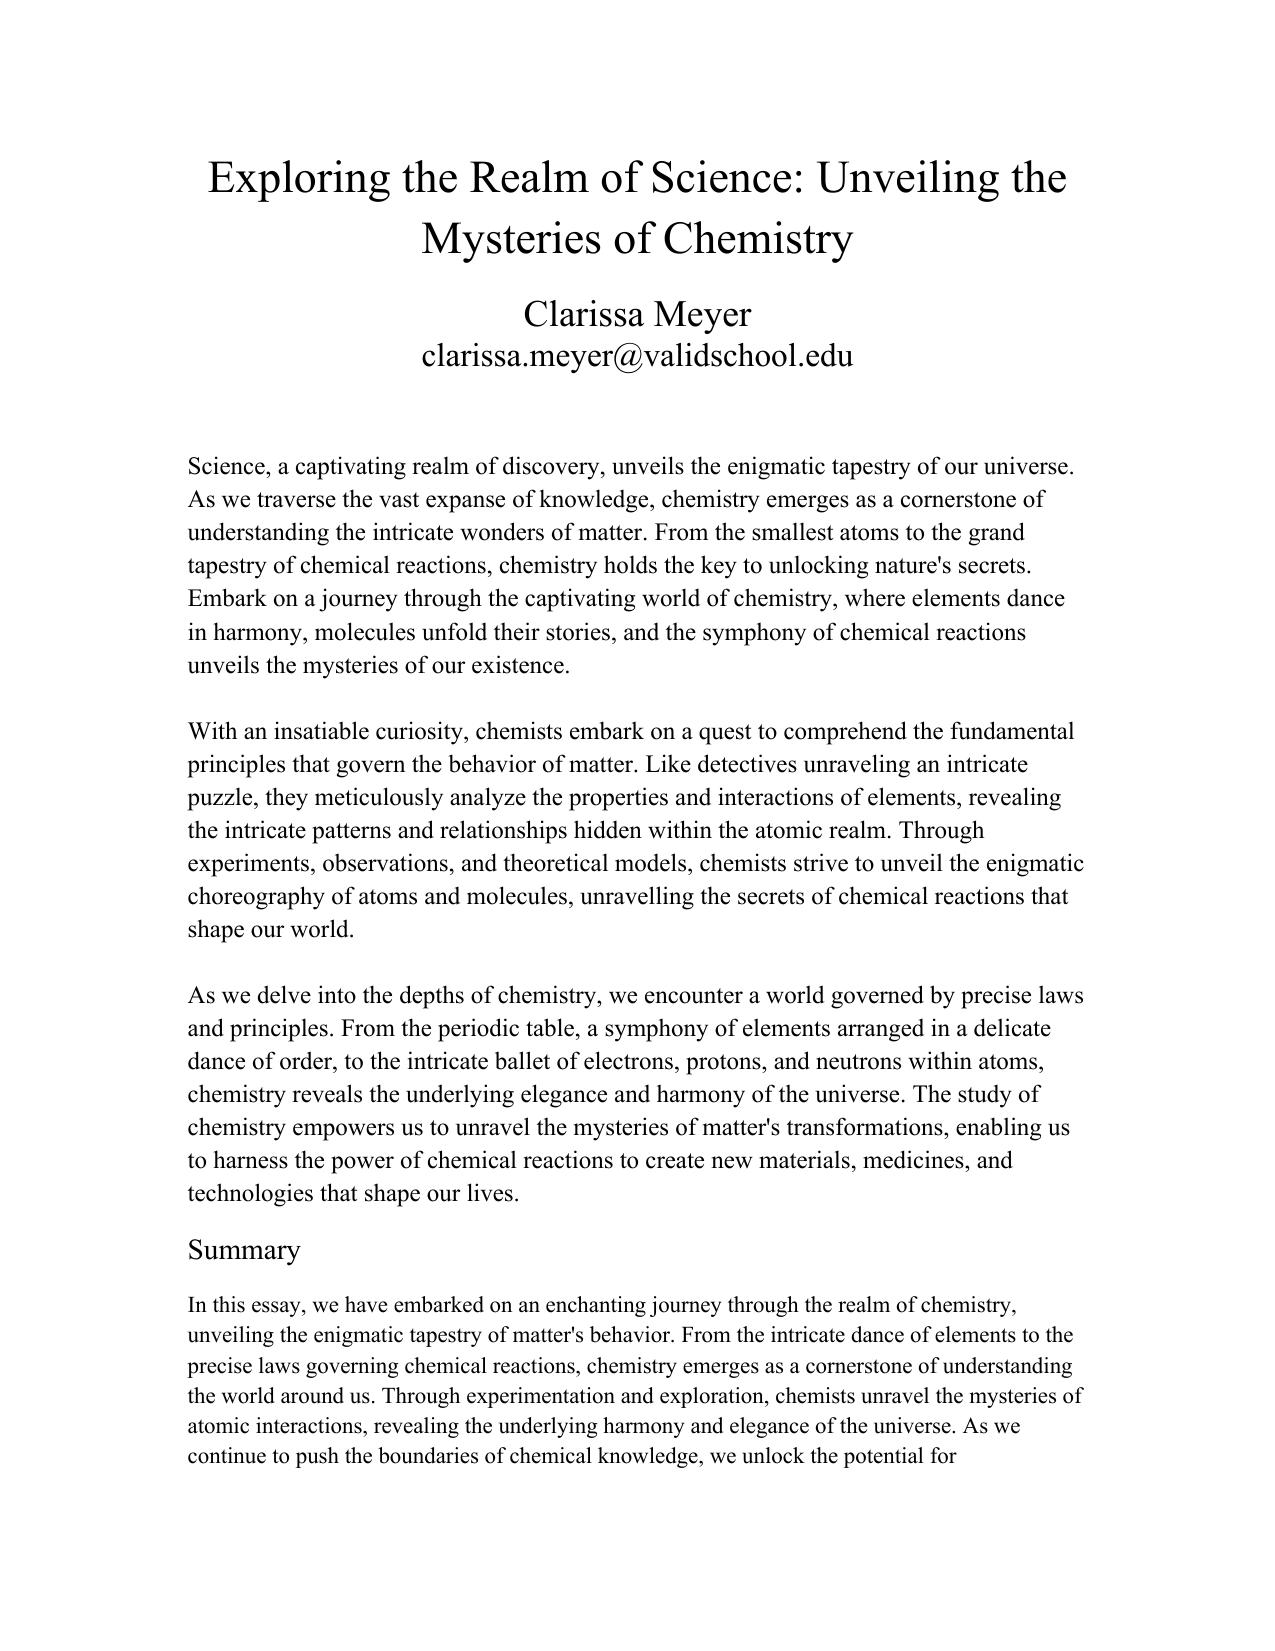 Exploring the Realm of Science: Unveiling the
Mysteries of Chemistry
Clarissa Meyer
clarissa.meyer@validschool.edu
Science, a captivating realm of discovery, unveils the enigmatic tapestry of our universe.
As we traverse the vast expanse of knowledge, chemistry emerges as a cornerstone of
understanding the intricate wonders of matter. From the smallest atoms to the grand
tapestry of chemical reactions, chemistry holds the key to unlocking nature's secrets.
Embark on a journey through the captivating world of chemistry, where elements dance
in harmony, molecules unfold their stories, and the symphony of chemical reactions
unveils the mysteries of our existence.
With an insatiable curiosity, chemists embark on a quest to comprehend the fundamental
principles that govern the behavior of matter. Like detectives unraveling an intricate
puzzle, they meticulously analyze the properties and interactions of elements, revealing
the intricate patterns and relationships hidden within the atomic realm. Through
experiments, observations, and theoretical models, chemists strive to unveil the enigmatic
choreography of atoms and molecules, unravelling the secrets of chemical reactions that
shape our world.
As we delve into the depths of chemistry, we encounter a world governed by precise laws
and principles. From the periodic table, a symphony of elements arranged in a delicate
dance of order, to the intricate ballet of electrons, protons, and neutrons within atoms,
chemistry reveals the underlying elegance and harmony of the universe. The study of
chemistry empowers us to unravel the mysteries of matter's transformations, enabling us
to harness the power of chemical reactions to create new materials, medicines, and
technologies that shape our lives.
Summary
In this essay, we have embarked on an enchanting journey through the realm of chemistry,
unveiling the enigmatic tapestry of matter's behavior. From the intricate dance of elements to the
precise laws governing chemical reactions, chemistry emerges as a cornerstone of understanding
the world around us. Through experimentation and exploration, chemists unravel the mysteries of
atomic interactions, revealing the underlying harmony and elegance of the universe. As we
continue to push the boundaries of chemical knowledge, we unlock the potential for